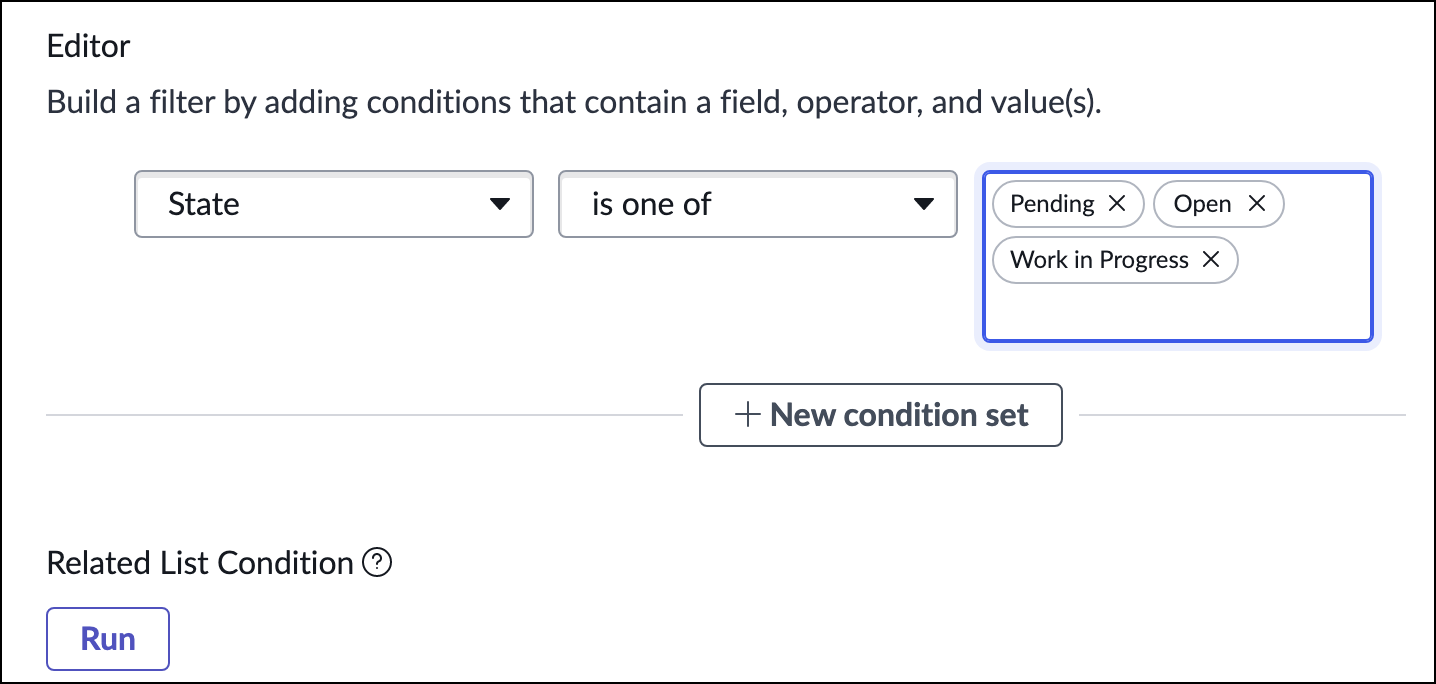 Editor
Build a filter by adding conditions that contain a field, operator, and value(s).
State
is one of
Pending
Open
Work in Progress
New condition set
Related List Condition
Run